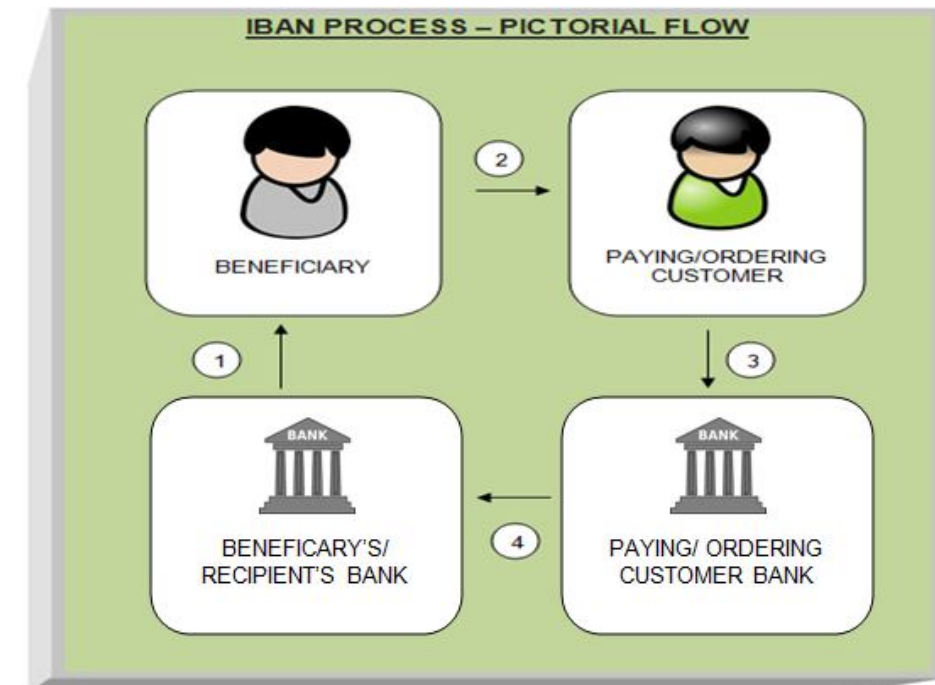 IBAN PROCESS – PICTORIAL FLOW
BENEFICIARY
2
PAYING/ORDERING
CUSTOMER
1
3
BANK
BENEFICARY'S/
RECIPIENT'S BANK
4
BANK
PAYING/ ORDERING
CUSTOMER BANK